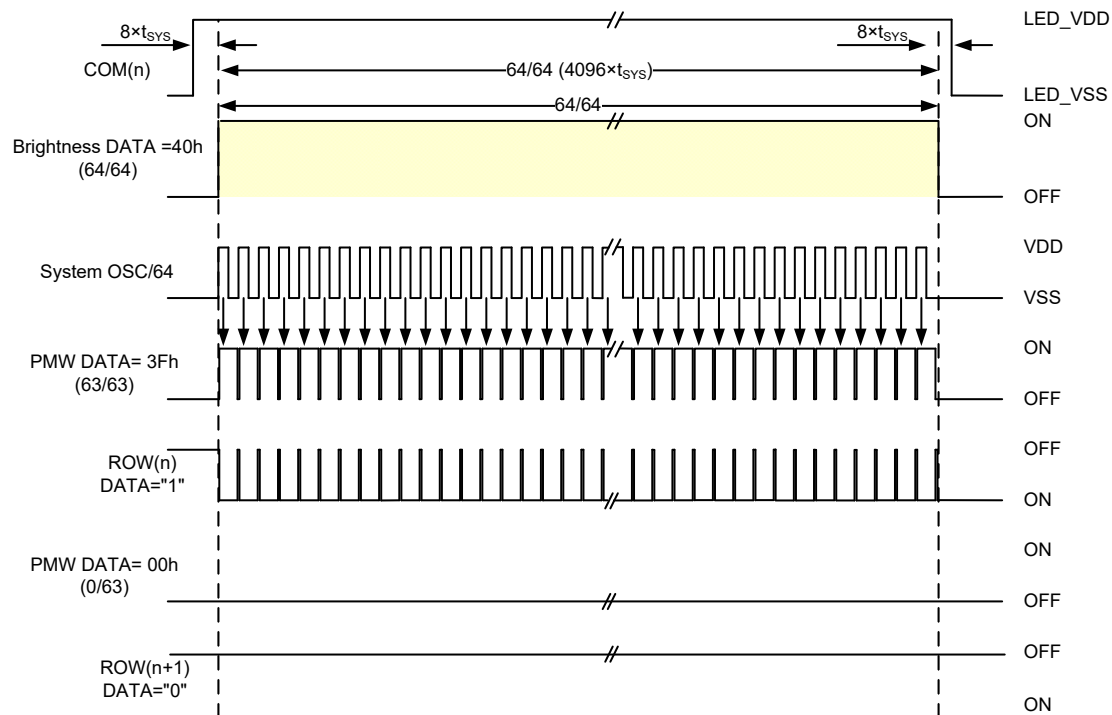 LED_VDD
8×tSYS
8×tSYS
COM(n)
64/64 (4096×tSYS)
LED_VSS
64/64
ON
Brightness DATA =40h
(64/64)
OFF
VDD
System OSC/64
VSS
ON
PMW DATA= 3Fh
(63/63)
OFF
OFF
ROW(n)
DATA="1"
ON
ON
PMW DATA= 00h
(0/63)
OFF
OFF
ROW(n+1)
DATA="0"
ON